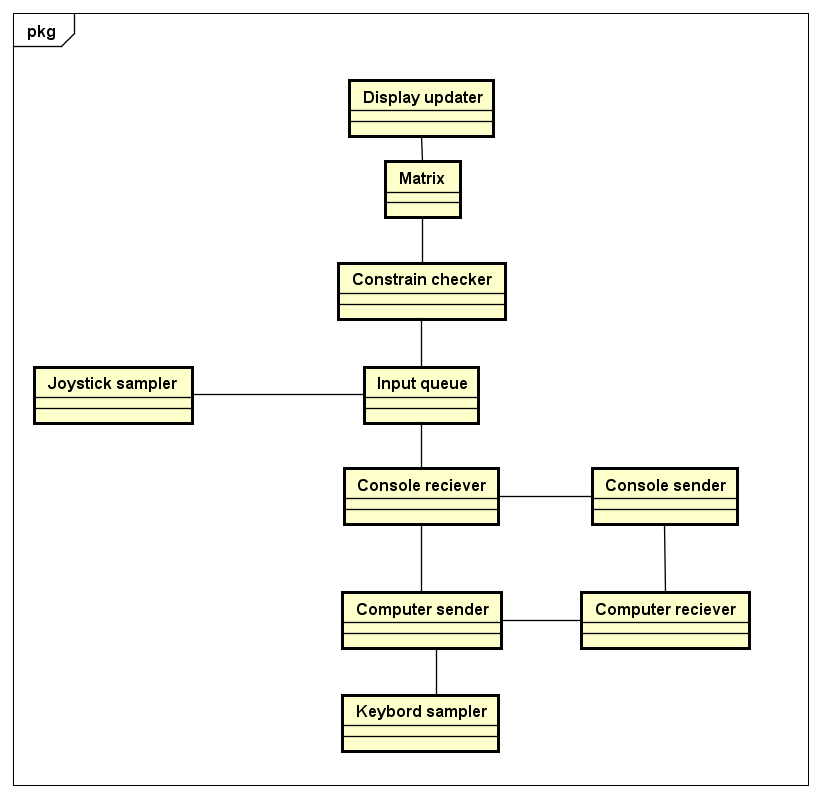 pkg
Display updater
Matrix
Constrain checker
Joystick sampler
Input queue
Console reciever
Console sender
Computer sender
Computer reciever
Keybord sampler